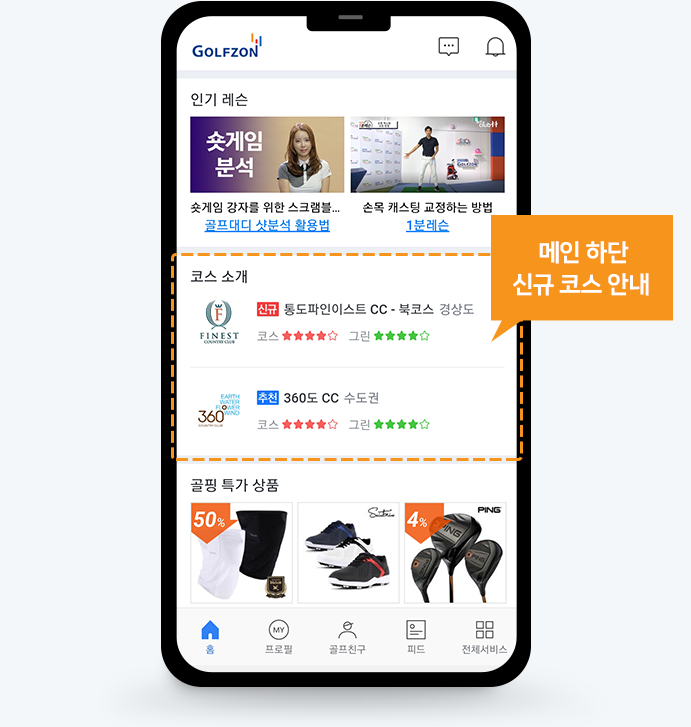 GOLFZON
인기 레슨
숏게임
분석
GOLFZON
숏게임 강자를 위한 스크램블...
손목 캐스팅 교정하는 방법
골프대디 샷분석 활용법
1분레슨
메인 하단
신규 코스 안내
코스 소개
F
FINEST
COUNTRY CLUB
신규 통도파인이스트 CC - 북코스 경상도
코스 그린
EARTH
WATER
FLOWER
WIND
360
COUNTRY CLUB
추천 360도 CC 수도권
코스 그린
골핑 특가 상품
50%
4%
PING
PING
MY
홈 프로필 골프친구 피드 전체서비스